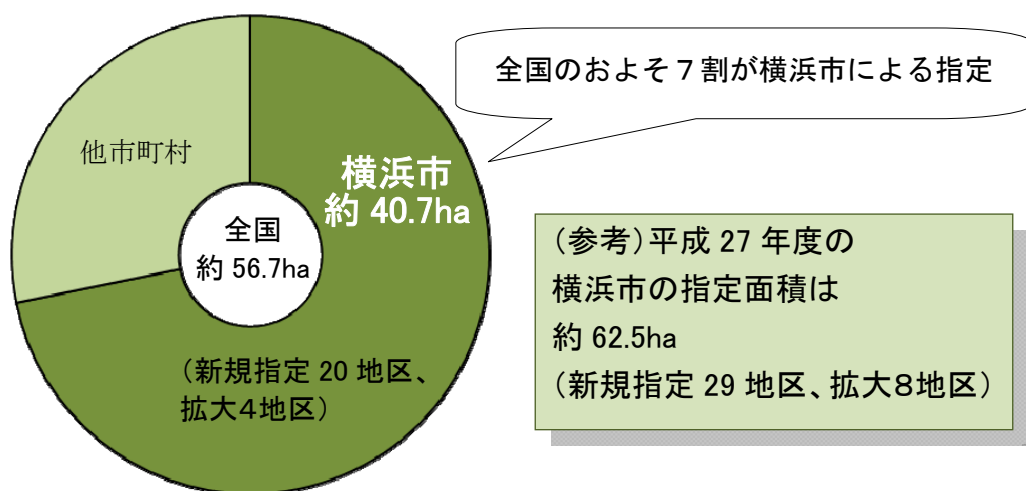 全国のおよそ７割が横浜市による指定
他市町村
横浜市
約 40.7ha
全国
約 56.7ha
（新規指定 20 地区、
拡大４地区）
（参考）平成 27 年度の
横浜市の指定面積は
約 62.5ha
（新規指定 29 地区、拡大８地区）